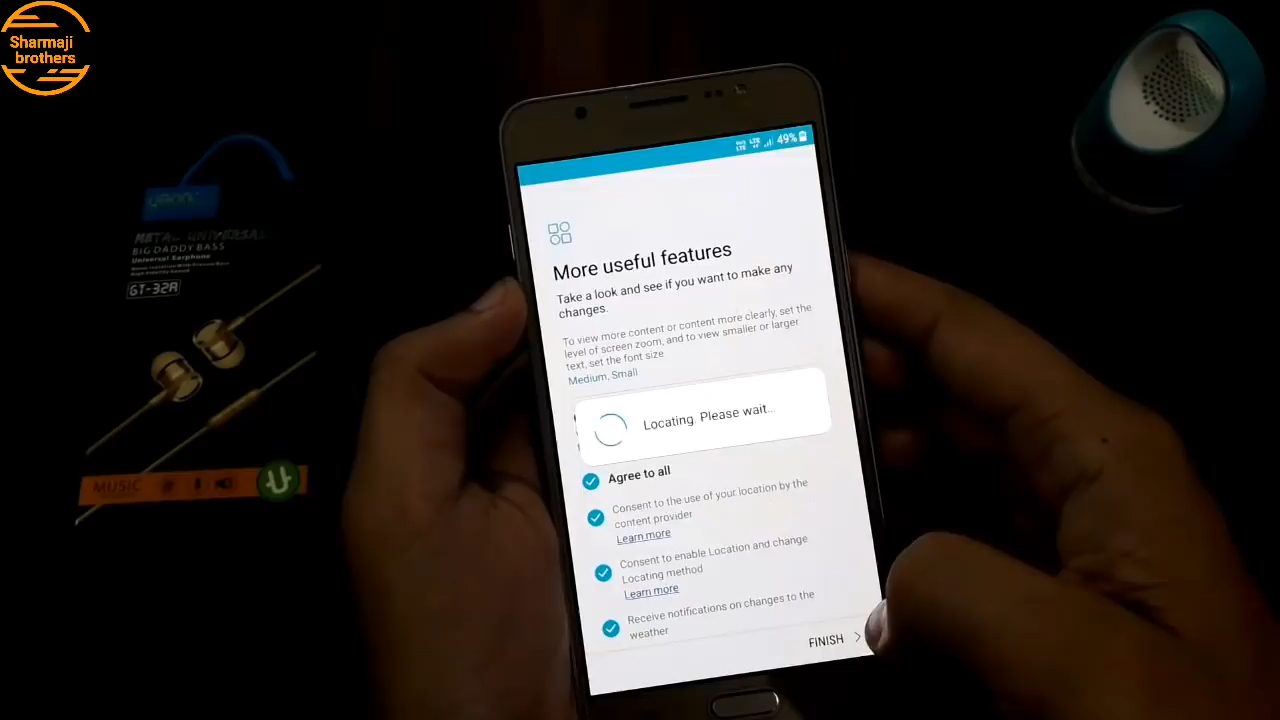 Sharmaji
brothers
LTE
49%
More useful features
Take a look and see if you want to make any
changes.
To view more content or content more clearly, set the
level of screen zoom, and to view smaller or larger
text, set the font size
Medium, Small
Locating. Please wait...
Agree to all
Consent to the use of your location by the
content provider
Learn more
Consent to enable Location and change
Locating method
Learn more
Receive notifications on changes to the
weather
FINISH >
METAL UNIVERSAL
BIG DADDY BASS
Universal Earphone
GT-32R
MUSIC